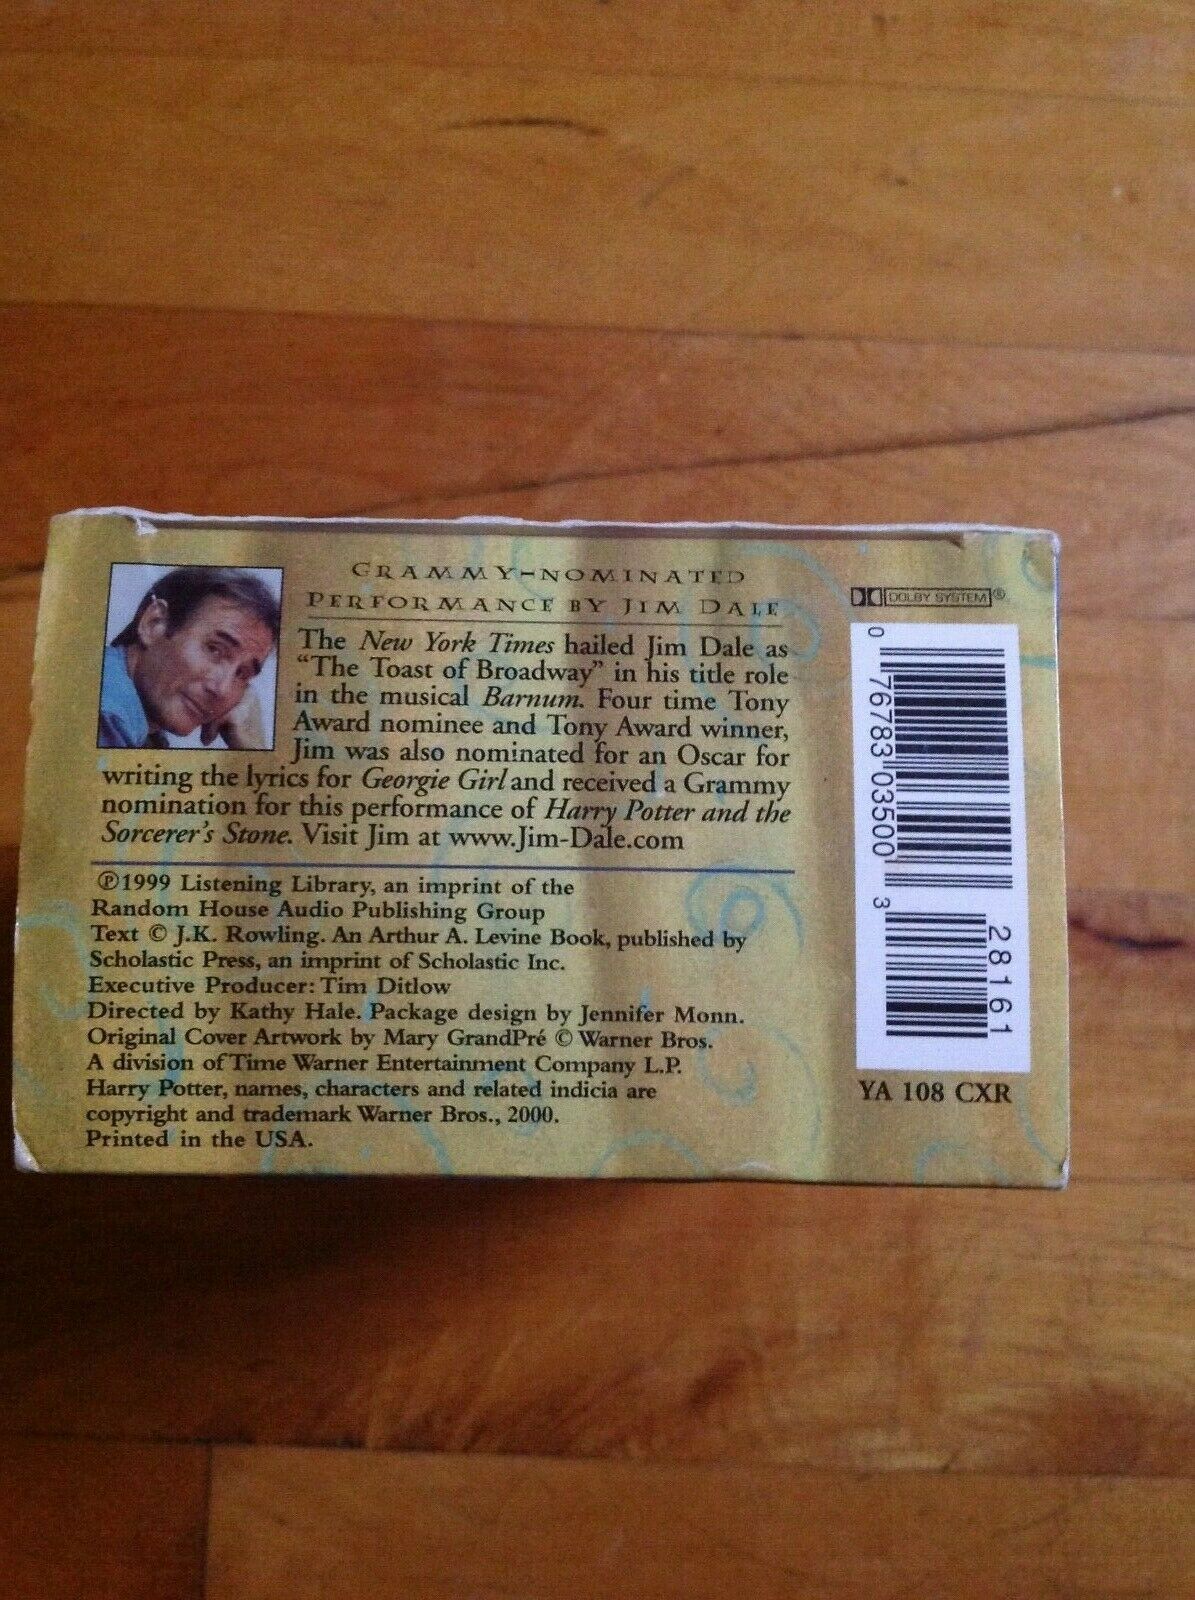 GRAMMY-NOMINATED
PERFORMANCE BY JIM DALE
The New York Times hailed Jim Dale as
“The Toast of Broadway” in his title role
in the musical Barnum. Four time Tony
Award nominee and Tony Award winner,
Jim was also nominated for an Oscar for
writing the lyrics for Georgie Girl and received a Grammy
nomination for this performance of Harry Potter and the
Sorcerer's Stone. Visit Jim at www.Jim-Dale.com
℗1999 Listening Library, an imprint of the
Random House Audio Publishing Group
Text © J.K. Rowling. An Arthur A. Levine Book, published by
Scholastic Press, an imprint of Scholastic Inc.
Executive Producer: Tim Ditlow
Directed by Kathy Hale. Package design by Jennifer Monn.
Original Cover Artwork by Mary GrandPré © Warner Bros.
A division of Time Warner Entertainment Company L.P.
Harry Potter, names, characters and related indicia are
copyright and trademark Warner Bros., 2000.
Printed in the USA.
DOLBY SYSTEM®
0 76783 03500 3
28161
YA 108 CXR